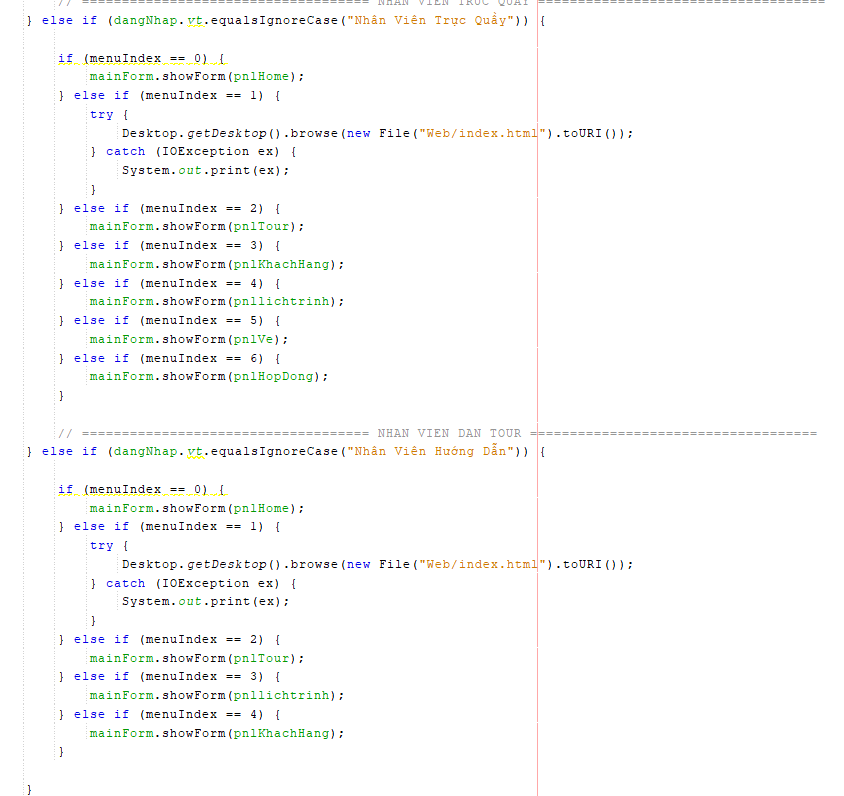 // ==================================== NHAN VIEN TRUC QUAY ====================================
} else if (dangNhap.vt.equalsIgnoreCase("Nhân Viên Trực Quầy")) {
if (menuIndex == 0) {
mainForm.showForm(pnlHome);
} else if (menuIndex == 1) {
try {
Desktop.getDesktop().browse(new File("Web/index.html").toURI());
} catch (IOException ex) {
System.out.print(ex);
}
} else if (menuIndex == 2) {
mainForm.showForm(pnlTour);
} else if (menuIndex == 3) {
mainForm.showForm(pnlKhachHang);
} else if (menuIndex == 4) {
mainForm.showForm(pnllichtrinh);
} else if (menuIndex == 5) {
mainForm.showForm(pnlVe);
} else if (menuIndex == 6) {
mainForm.showForm(pnlHopDong);
}
// ==================================== NHAN VIEN DAN TOUR ====================================
} else if (dangNhap.vt.equalsIgnoreCase("Nhân Viên Hướng Dẫn")) {
if (menuIndex == 0) {
mainForm.showForm(pnlHome);
} else if (menuIndex == 1) {
try {
Desktop.getDesktop().browse(new File("Web/index.html").toURI());
} catch (IOException ex) {
System.out.print(ex);
}
} else if (menuIndex == 2) {
mainForm.showForm(pnlTour);
} else if (menuIndex == 3) {
mainForm.showForm(pnllichtrinh);
} else if (menuIndex == 4) {
mainForm.showForm(pnlKhachHang);
}
}